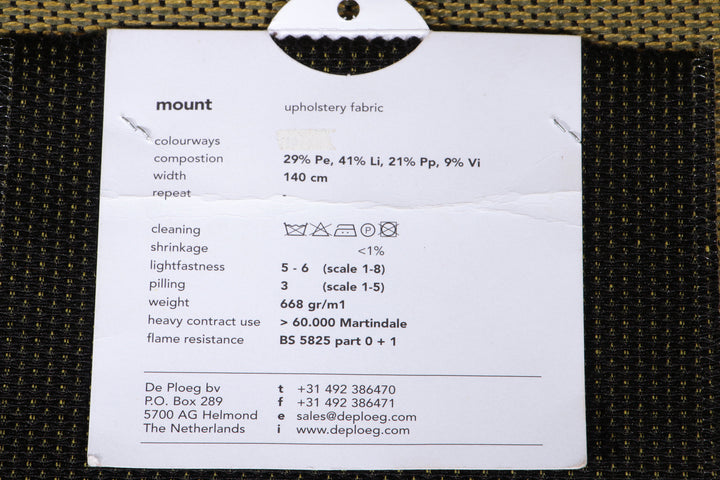 mount upholstery fabric
colourways
compostion 29% Pe, 41% Li, 21% Pp, 9% Vi
width 140 cm
repeat -
cleaning P
shrinkage <1%
lightfastness 5 - 6 (scale 1-8)
pilling 3 (scale 1-5)
weight 668 gr/m1
heavy contract use > 60.000 Martindale
flame resistance BS 5825 part 0 + 1
De Ploeg bv t +31 492 386470
P.O. Box 289 f +31 492 386471
5700 AG Helmond e sales@deploeg.com
The Netherlands i www.deploeg.com